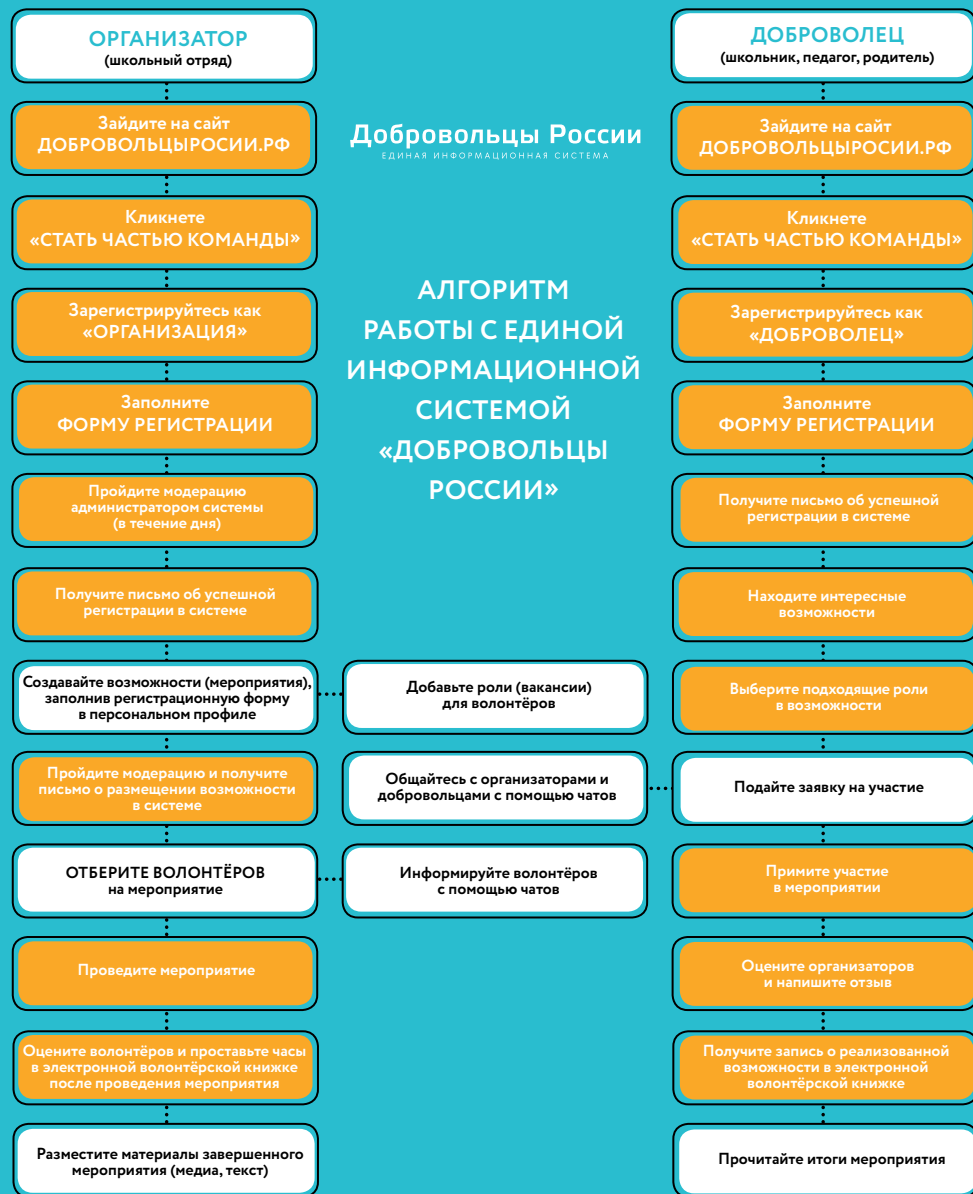 ОРГАНИЗАТОР
(школьный отряд)
Зайдите на сайт
ДОБРОВОЛЬЦЫРОСИИ.РФ
Кликнете
«СТАТЬ ЧАСТЬЮ КОМАНДЫ»
Зарегистрируйтесь как
«ОРГАНИЗАЦИЯ»
Заполните
ФОРМУ РЕГИСТРАЦИИ
Пройдите модерацию
администратором системы
(в течение дня)
Получите письмо об успешной
регистрации в системе
Создавайте возможности (мероприятия),
заполнив регистрационную форму
в персональном профиле
Пройдите модерацию и получите
письмо о размещении возможности
в системе
ОТБЕРИТЕ ВОЛОНТЁРОВ
на мероприятие
Проведите мероприятие
Оцените волонтёров и проставьте часы
в электронной волонтёрской книжке
после проведения мероприятия
Разместите материалы завершенного
мероприятия (медиа, текст)
Добровольцы России
ЕДИНАЯ ИНФОРМАЦИОННАЯ СИСТЕМА
АЛГОРИТМ
РАБОТЫ С ЕДИНОЙ
ИНФОРМАЦИОННОЙ
СИСТЕМОЙ
«ДОБРОВОЛЬЦЫ
РОССИИ»
Добавьте роли (вакансии)
для волонтёров
Общайтесь с организаторами и
добровольцами с помощью чатов
Информируйте волонтёров
с помощью чатов
ДОБРОВОЛЕЦ
(школьник, педагог, родитель)
Зайдите на сайт
ДОБРОВОЛЬЦЫРОСИИ.РФ
Кликнете
«СТАТЬ ЧАСТЬЮ КОМАНДЫ»
Зарегистрируйтесь как
«ДОБРОВОЛЕЦ»
Заполните
ФОРМУ РЕГИСТРАЦИИ
Получите письмо об успешной
регистрации в системе
Находите интересные
возможности
Выберите подходящие роли
в возможности
Подайте заявку на участие
Примите участие
в мероприятии
Оцените организаторов
и напишите отзыв
Получите запись о реализованной
возможности в электронной
волонтёрской книжке
Прочитайте итоги мероприятия